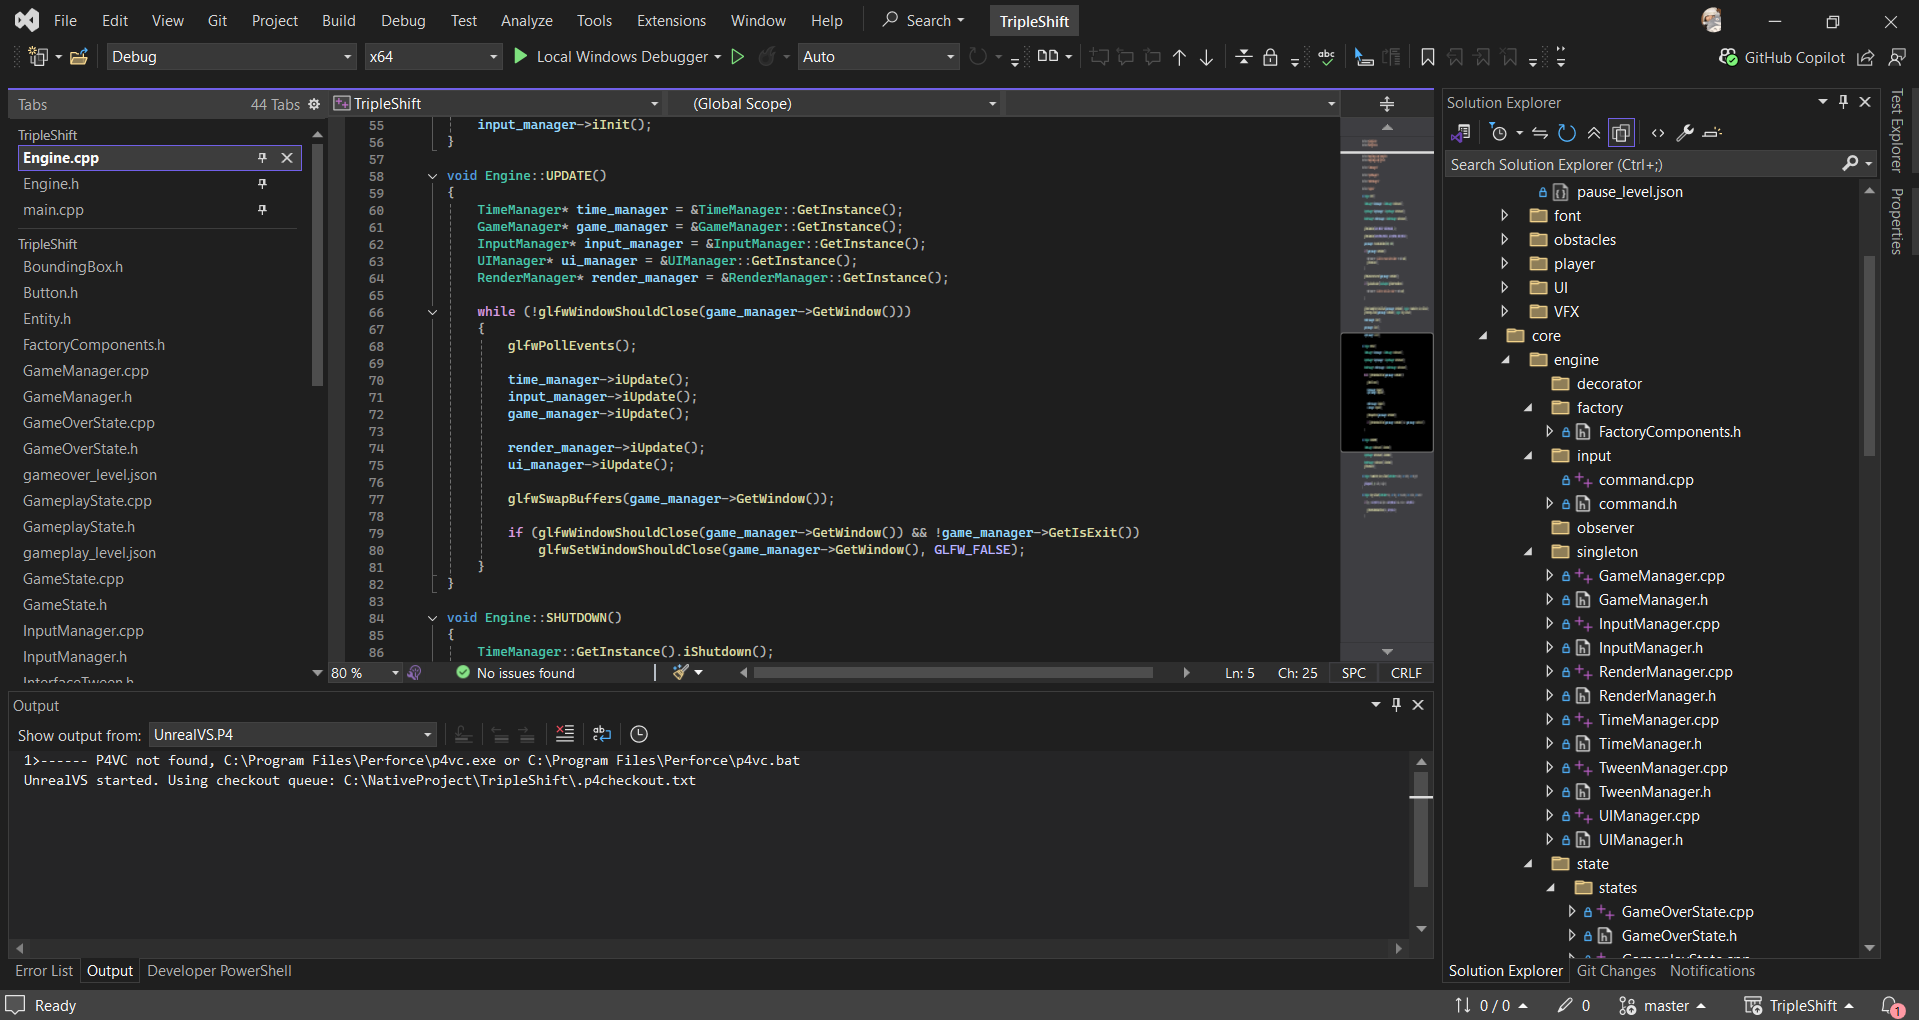 File Edit View Git Project Build Debug Test Analyze Tools Extensions Window Help Search TripleShift
Debug x64 Local Windows Debugger Auto GitHub Copilot
Tabs 44 Tabs
TripleShift
Engine.cpp
Engine.h
main.cpp
TripleShift
BoundingBox.h
Button.h
Entity.h
FactoryComponents.h
GameManager.cpp
GameManager.h
GameOverState.cpp
GameOverState.h
gameover_level.json
GameplayState.cpp
GameplayState.h
gameplay_level.json
GameState.cpp
GameState.h
InputManager.cpp
InputManager.h
InterfaceTween.h
TripleShift (Global Scope)
55 input_manager->iInit();
56 }
57
58 void Engine::UPDATE()
59 {
60 TimeManager* time_manager = &TimeManager::GetInstance();
61 GameManager* game_manager = &GameManager::GetInstance();
62 InputManager* input_manager = &InputManager::GetInstance();
63 UIManager* ui_manager = &UIManager::GetInstance();
64 RenderManager* render_manager = &RenderManager::GetInstance();
65
66 while (!glfwWindowShouldClose(game_manager->GetWindow()))
67 {
68 glfwPollEvents();
69
70 time_manager->iUpdate();
71 input_manager->iUpdate();
72 game_manager->iUpdate();
73
74 render_manager->iUpdate();
75 ui_manager->iUpdate();
76
77 glfwSwapBuffers(game_manager->GetWindow());
78
79 if (glfwWindowShouldClose(game_manager->GetWindow()) && !game_manager->GetIsExit())
80 glfwSetWindowShouldClose(game_manager->GetWindow(), GLFW_FALSE);
81 }
82 }
83
84 void Engine::SHUTDOWN()
85 {
86 TimeManager::GetInstance().iShutdown();
80 % No issues found Ln: 5 Ch: 25 SPC CRLF
Output
Show output from: UnrealVS.P4
1>------ P4VC not found, C:\Program Files\Perforce\p4vc.exe or C:\Program Files\Perforce\p4vc.bat
UnrealVS started. Using checkout queue: C:\NativeProject\TripleShift\.p4checkout.txt
Error List Output Developer PowerShell
Solution Explorer
Search Solution Explorer (Ctrl+;)
pause_level.json
font
obstacles
player
UI
VFX
core
engine
decorator
factory
FactoryComponents.h
input
command.cpp
command.h
observer
singleton
GameManager.cpp
GameManager.h
InputManager.cpp
InputManager.h
RenderManager.cpp
RenderManager.h
TimeManager.cpp
TimeManager.h
TweenManager.cpp
TweenManager.h
UIManager.cpp
UIManager.h
state
states
GameOverState.cpp
GameOverState.h
GameplayState.cpp
Solution Explorer Git Changes Notifications
Test Explorer
Properties
Ready 0 / 0 0 master TripleShift 1